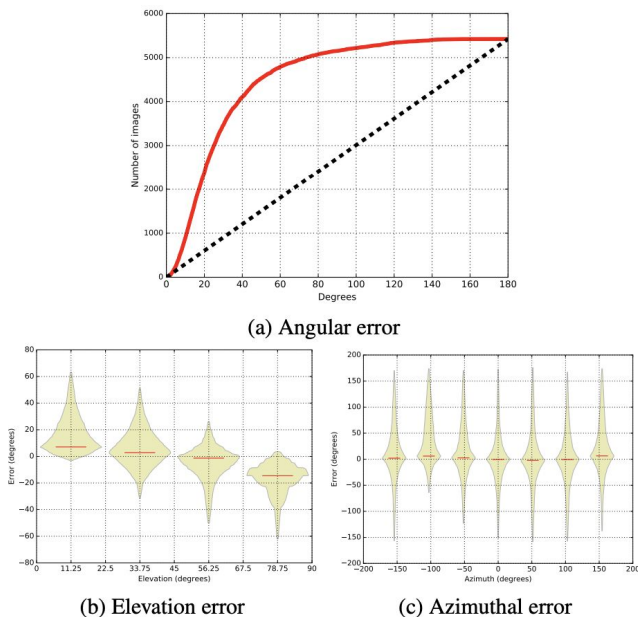 6000
5000
4000
3000
2000
1000
0
Number of images
0 20 40 60 80 100 120 140 160 180
Degrees
(a) Angular error
80
60
40
20
0
−20
−40
−60
−80
Error (degrees)
0 11.25 22.5 33.75 45 56.25 67.5 78.75 90
Elevation (degrees)
(b) Elevation error
200
150
100
50
0
−50
−100
−150
−200
Error (degrees)
−200 −150 −100 −50 0 50 100 150 200
Azimuth (degrees)
(c) Azimuthal error